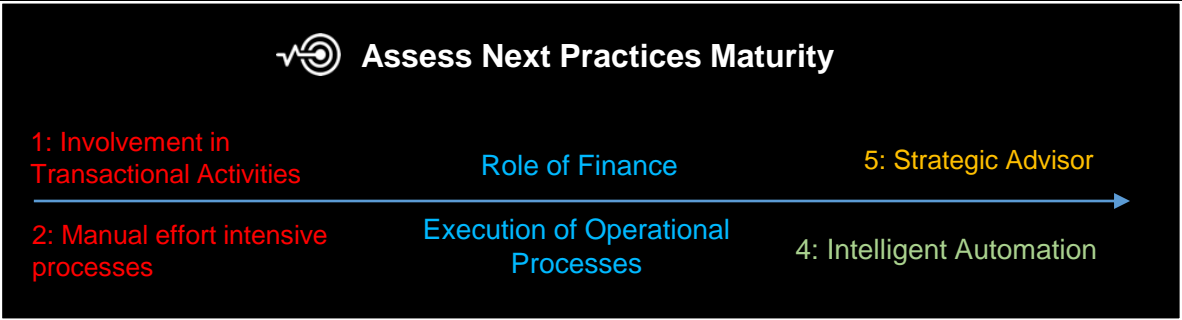 Assess Next Practices Maturity
1: Involvement in
Transactional Activities
Role of Finance
5: Strategic Advisor
2: Manual effort intensive
processes
Execution of Operational
Processes
4: Intelligent Automation